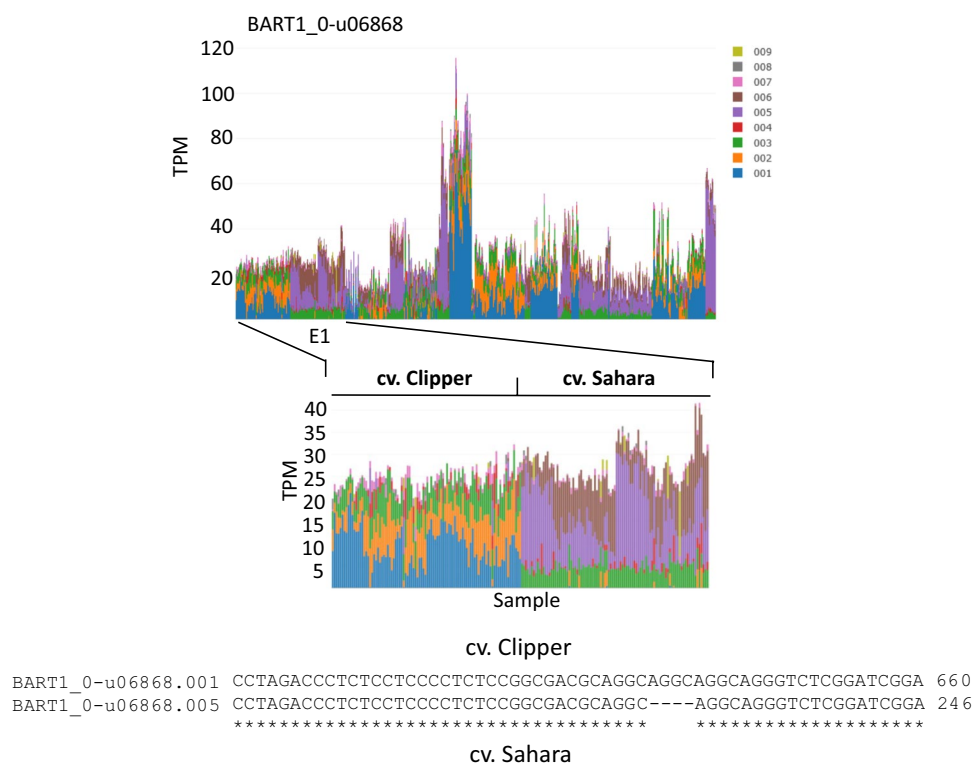 BART1_0-u06868
120
100
80
60
40
20
TPM
009
008
007
006
005
004
003
002
001
E1
cv. Clipper
cv. Sahara
40
35
30
25
20
15
10
5
TPM
Sample
cv. Clipper
BART1_0-u06868.001 CCTAGACCCTCTCCTCCCCTCTCCGGCGACGCAGGCAGGCAGGCAGGGTCTCGGATCGGA 660
BART1_0-u06868.005 CCTAGACCCTCTCCTCCCCTCTCCGGCGACGCAGGC----AGGCAGGGTCTCGGATCGGA 246
************************************ ********************
cv. Sahara